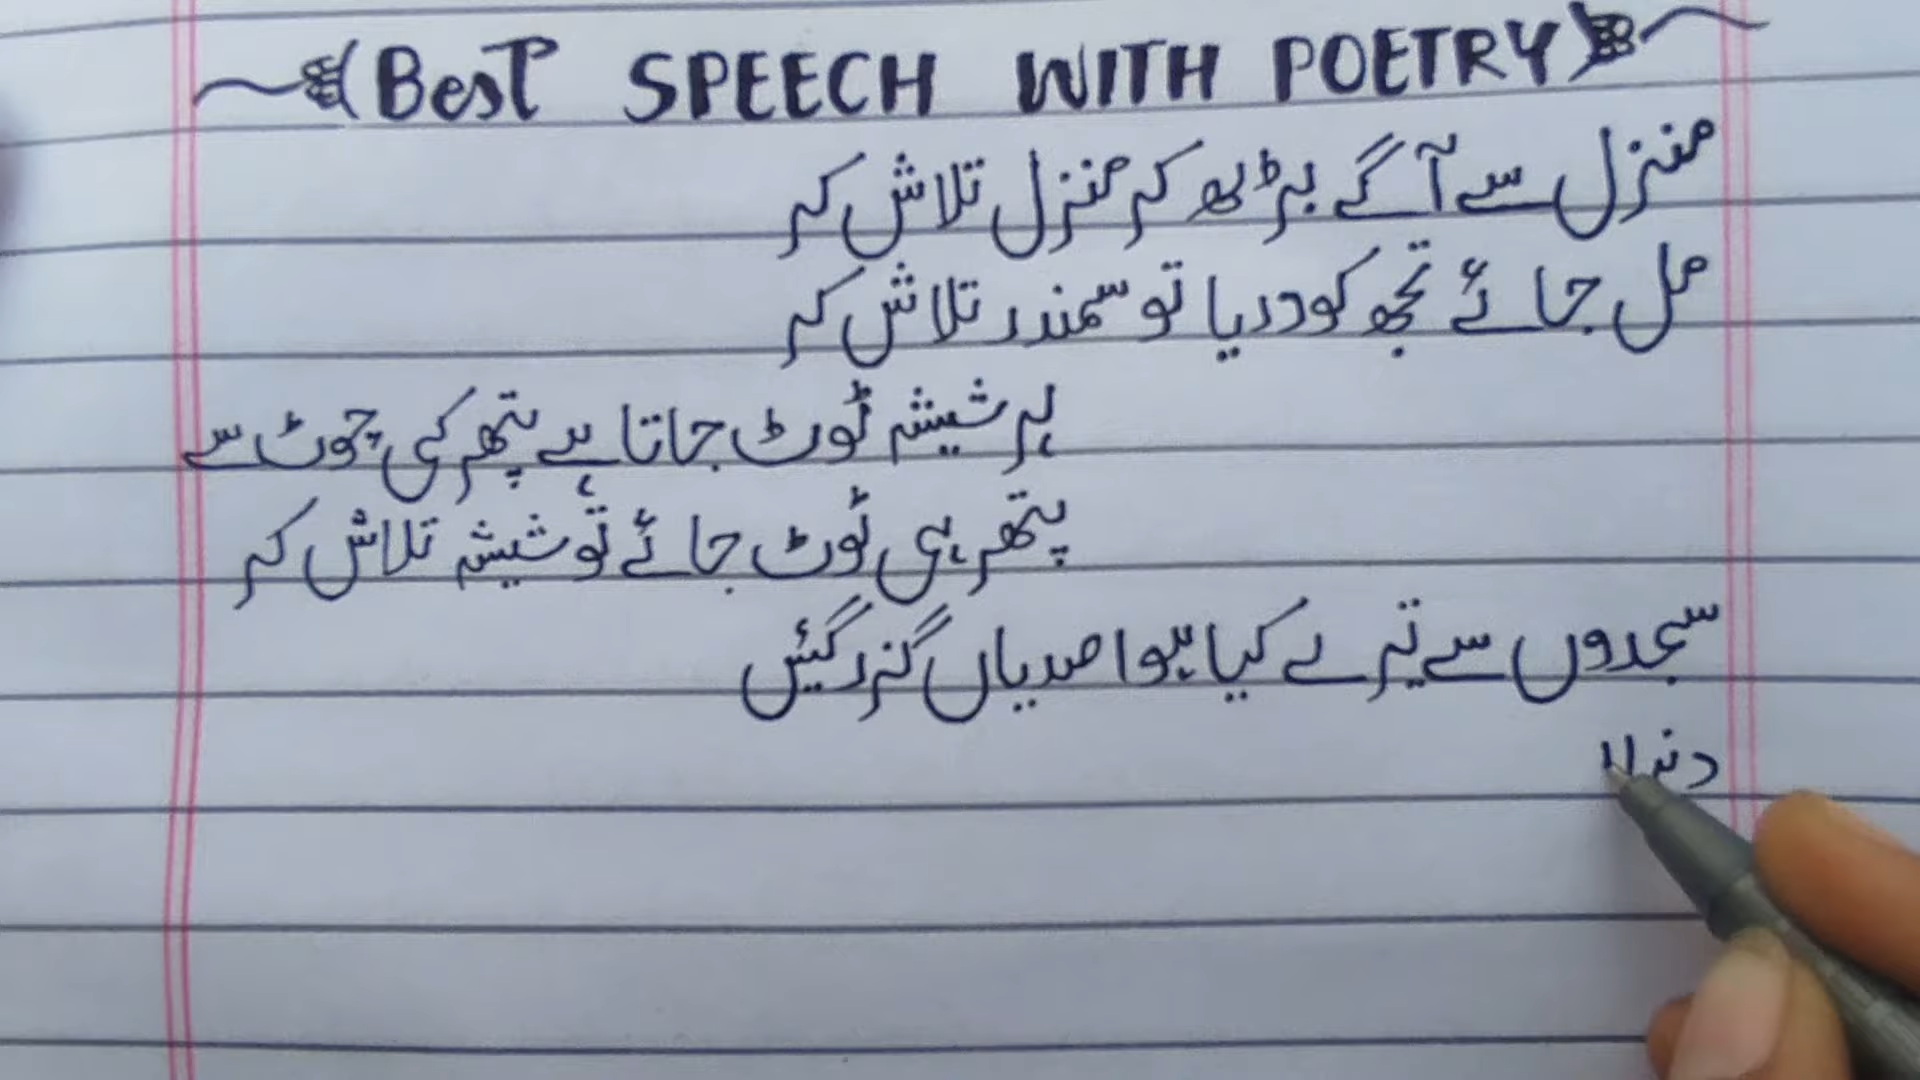 Best SPEECH WITH POETRY
منزل سے آگے بڑھ کر منزل تلاش کر
مل جائے تجھ کو دریا تو سمندر تلاش کر
ہر شیشہ ٹوٹ جاتا ہے پتھر کی چوٹ سے
پتھر ہی ٹوٹ جائے تو شیشہ تلاش کر
سجدوں سے تیرے کیا ہوا صدیاں گزر گئیں